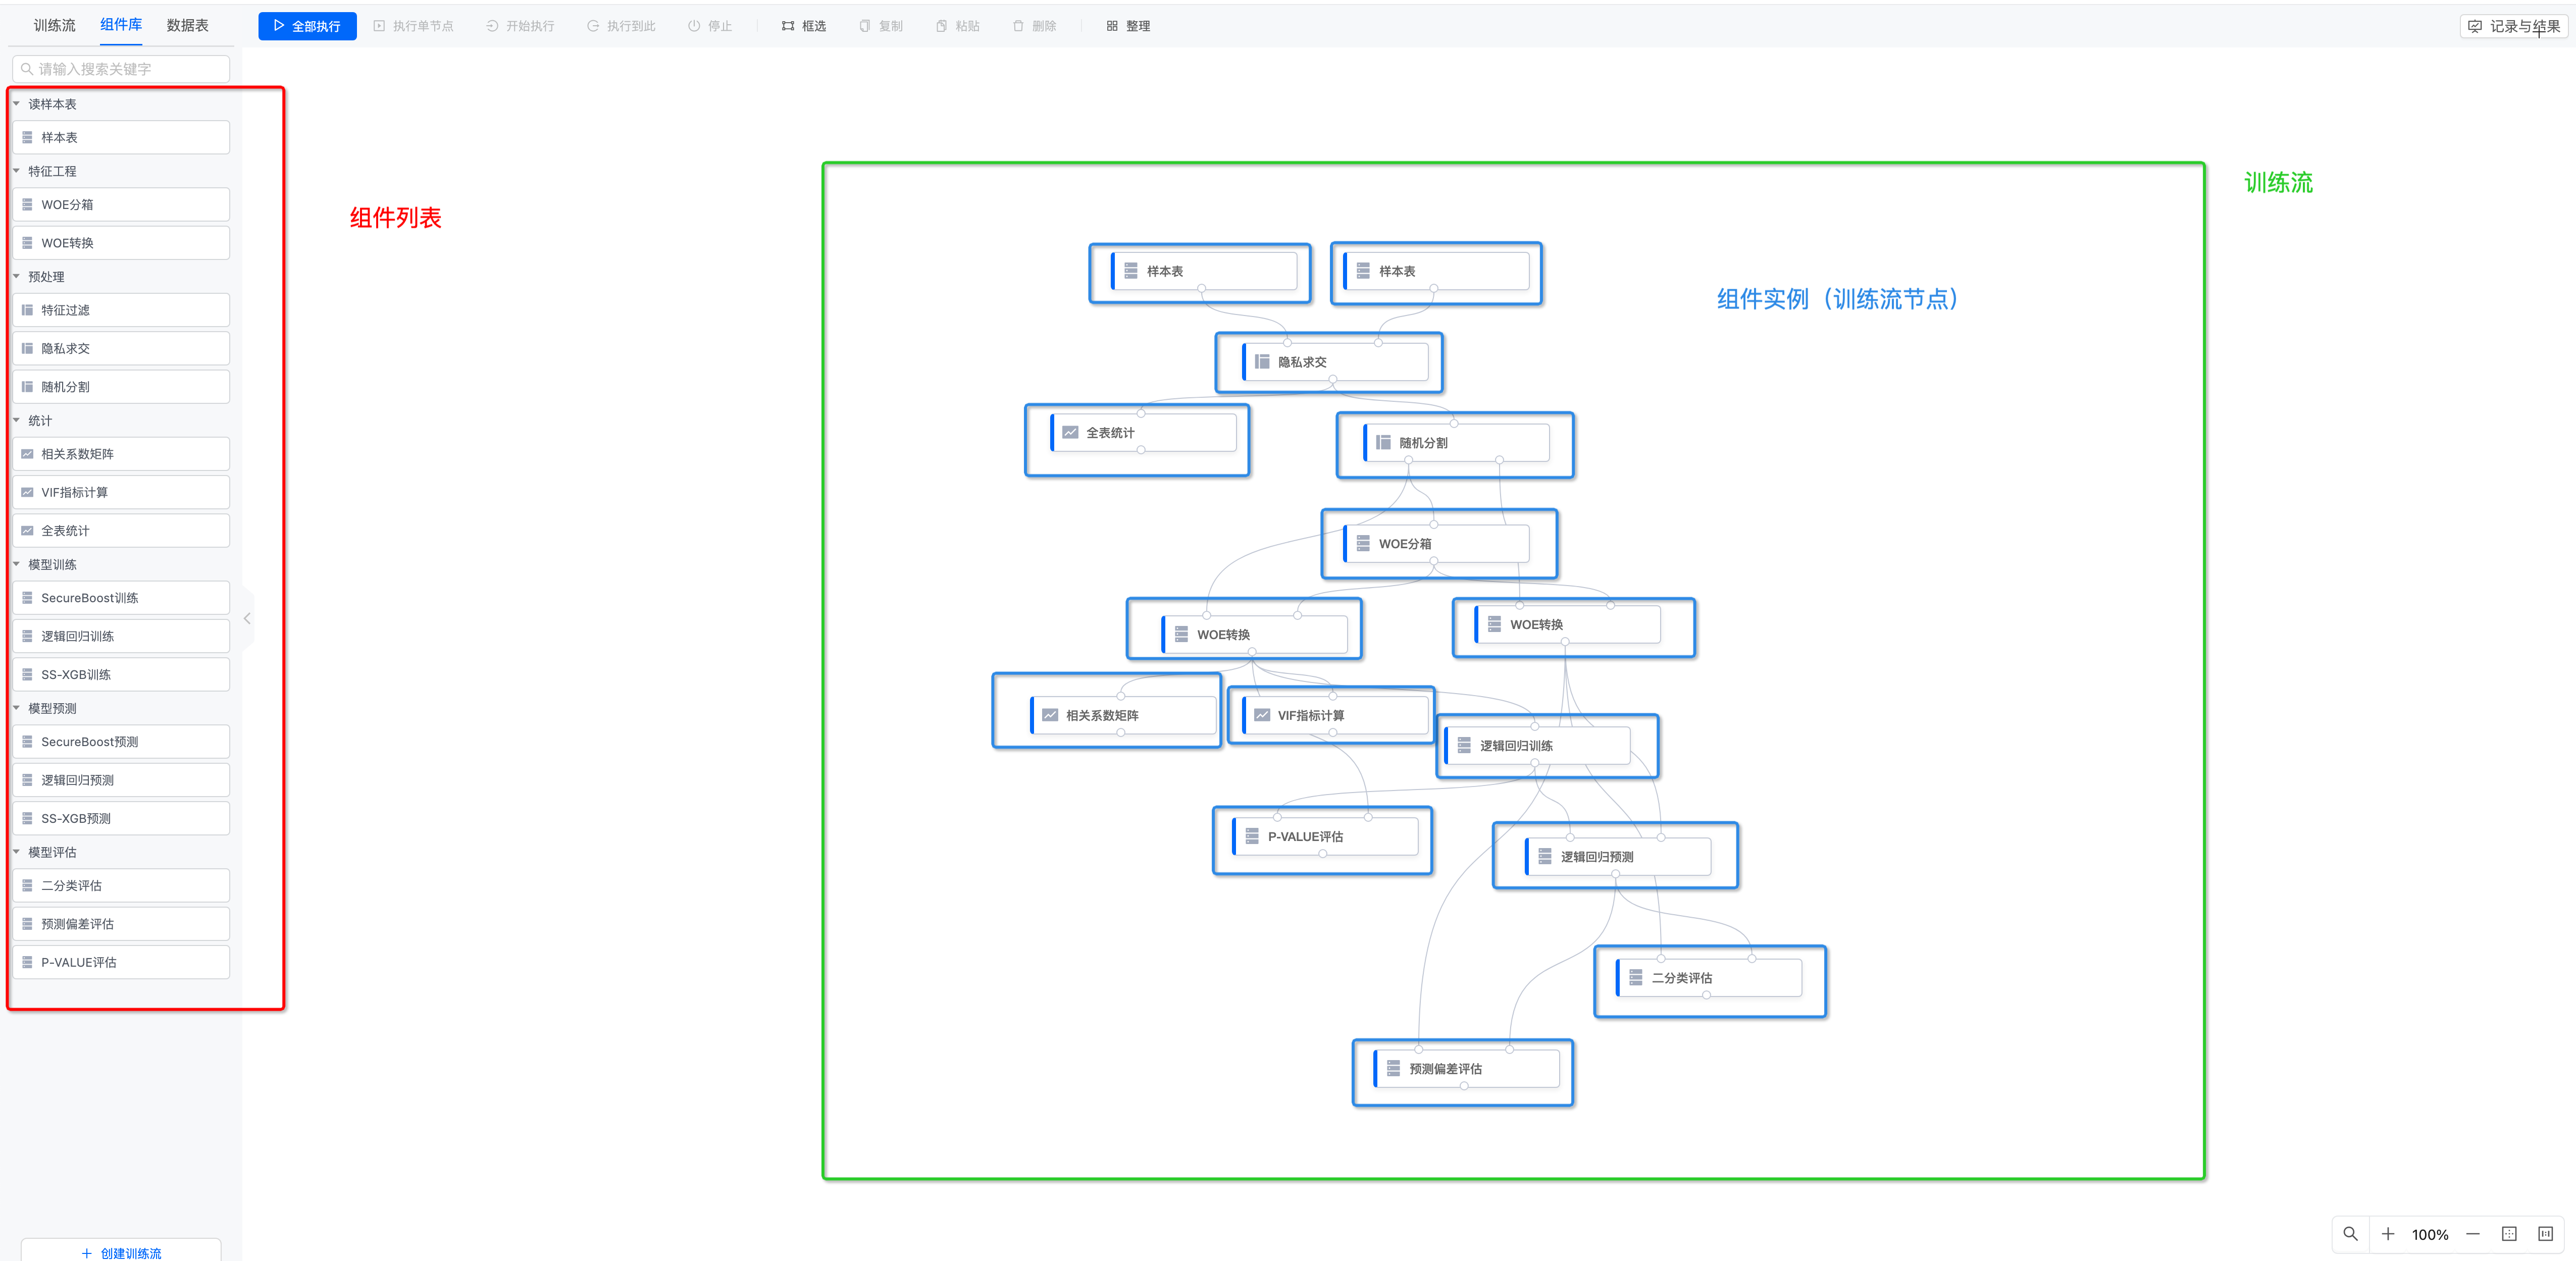 训练流 组件库 数据表
全部执行 执行单节点 开始执行 执行到此 停止 框选 复制 粘贴 删除 整理 记录与结果
请输入搜索关键字
读样本表
样本表
特征工程
WOE分箱
WOE转换
预处理
特征过滤
隐私求交
随机分割
统计
相关系数矩阵
VIF指标计算
全表统计
模型训练
SecureBoost训练
逻辑回归训练
SS-XGB训练
模型预测
SecureBoost预测
逻辑回归预测
SS-XGB预测
模型评估
二分类评估
预测偏差评估
P-VALUE评估
创建训练流
组件列表
训练流
组件实例（训练流节点）
样本表 样本表
隐私求交
全表统计 随机分割
WOE分箱
WOE转换 WOE转换
相关系数矩阵 VIF指标计算 逻辑回归训练
P-VALUE评估 逻辑回归预测
二分类评估
预测偏差评估
100%